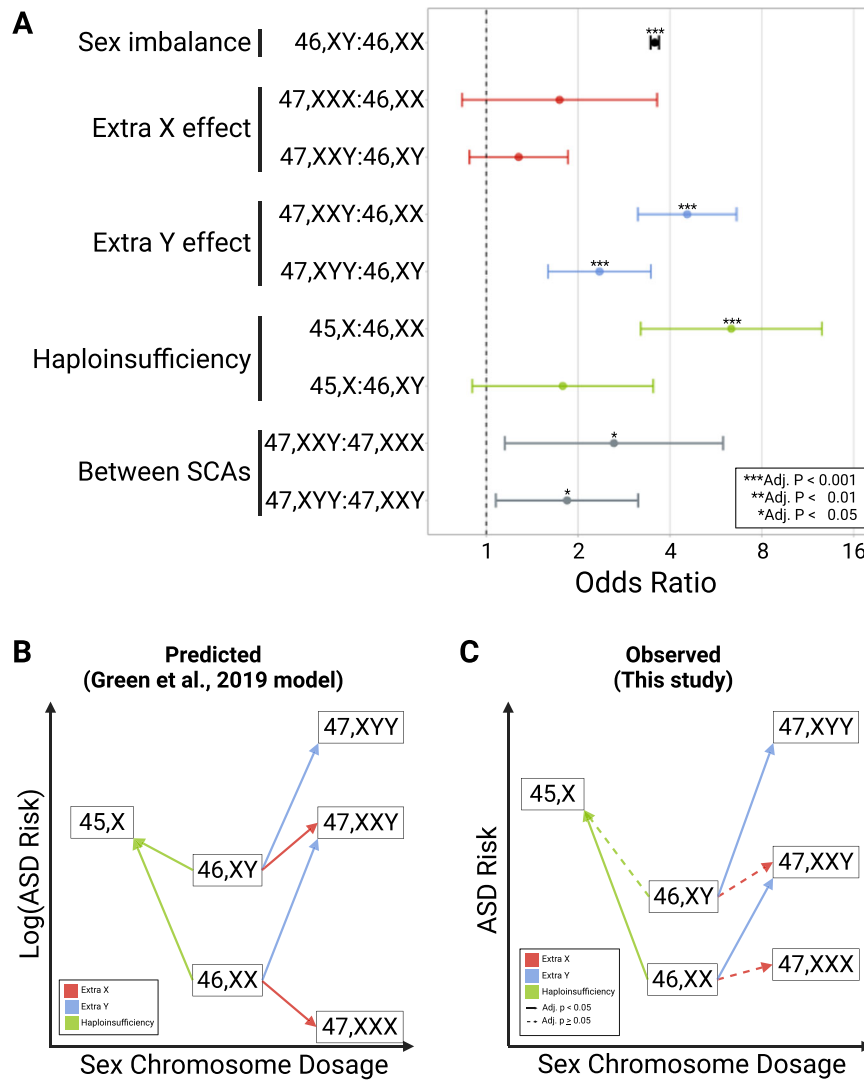 A
Sex imbalance
46,XY:46,XX
***
Extra X effect
47,XXX:46,XX
47,XXY:46,XY
Extra Y effect
47,XXY:46,XX
***
47,XYY:46,XY
***
Haploinsufficiency
45,X:46,XX
***
45,X:46,XY
Between SCAs
47,XXY:47,XXX
*
47,XYY:47,XXY
*
***Adj. P < 0.001
**Adj. P < 0.01
*Adj. P < 0.05
1 2 4 8 16
Odds Ratio
B
Predicted
(Green et al., 2019 model)
Log(ASD Risk)
47,XYY
45,X
47,XXY
46,XY
46,XX
47,XXX
Extra X
Extra Y
Haploinsufficiency
Sex Chromosome Dosage
C
Observed
(This study)
ASD Risk
47,XYY
45,X
47,XXY
46,XY
46,XX
47,XXX
Extra X
Extra Y
Haploinsufficiency
Adj. p < 0.05
Adj. p ≥ 0.05
Sex Chromosome Dosage